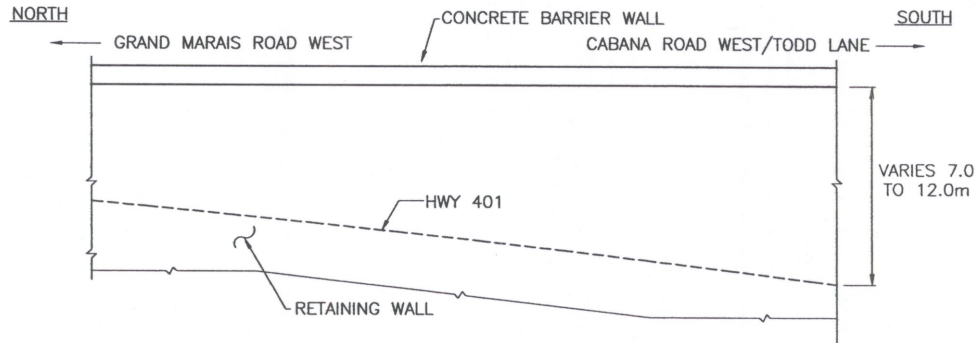 NORTH
CONCRETE BARRIER WALL
SOUTH
GRAND MARAIS ROAD WEST
CABANA ROAD WEST/TODD LANE
VARIES 7.0
TO 12.0m
HWY 401
RETAINING WALL